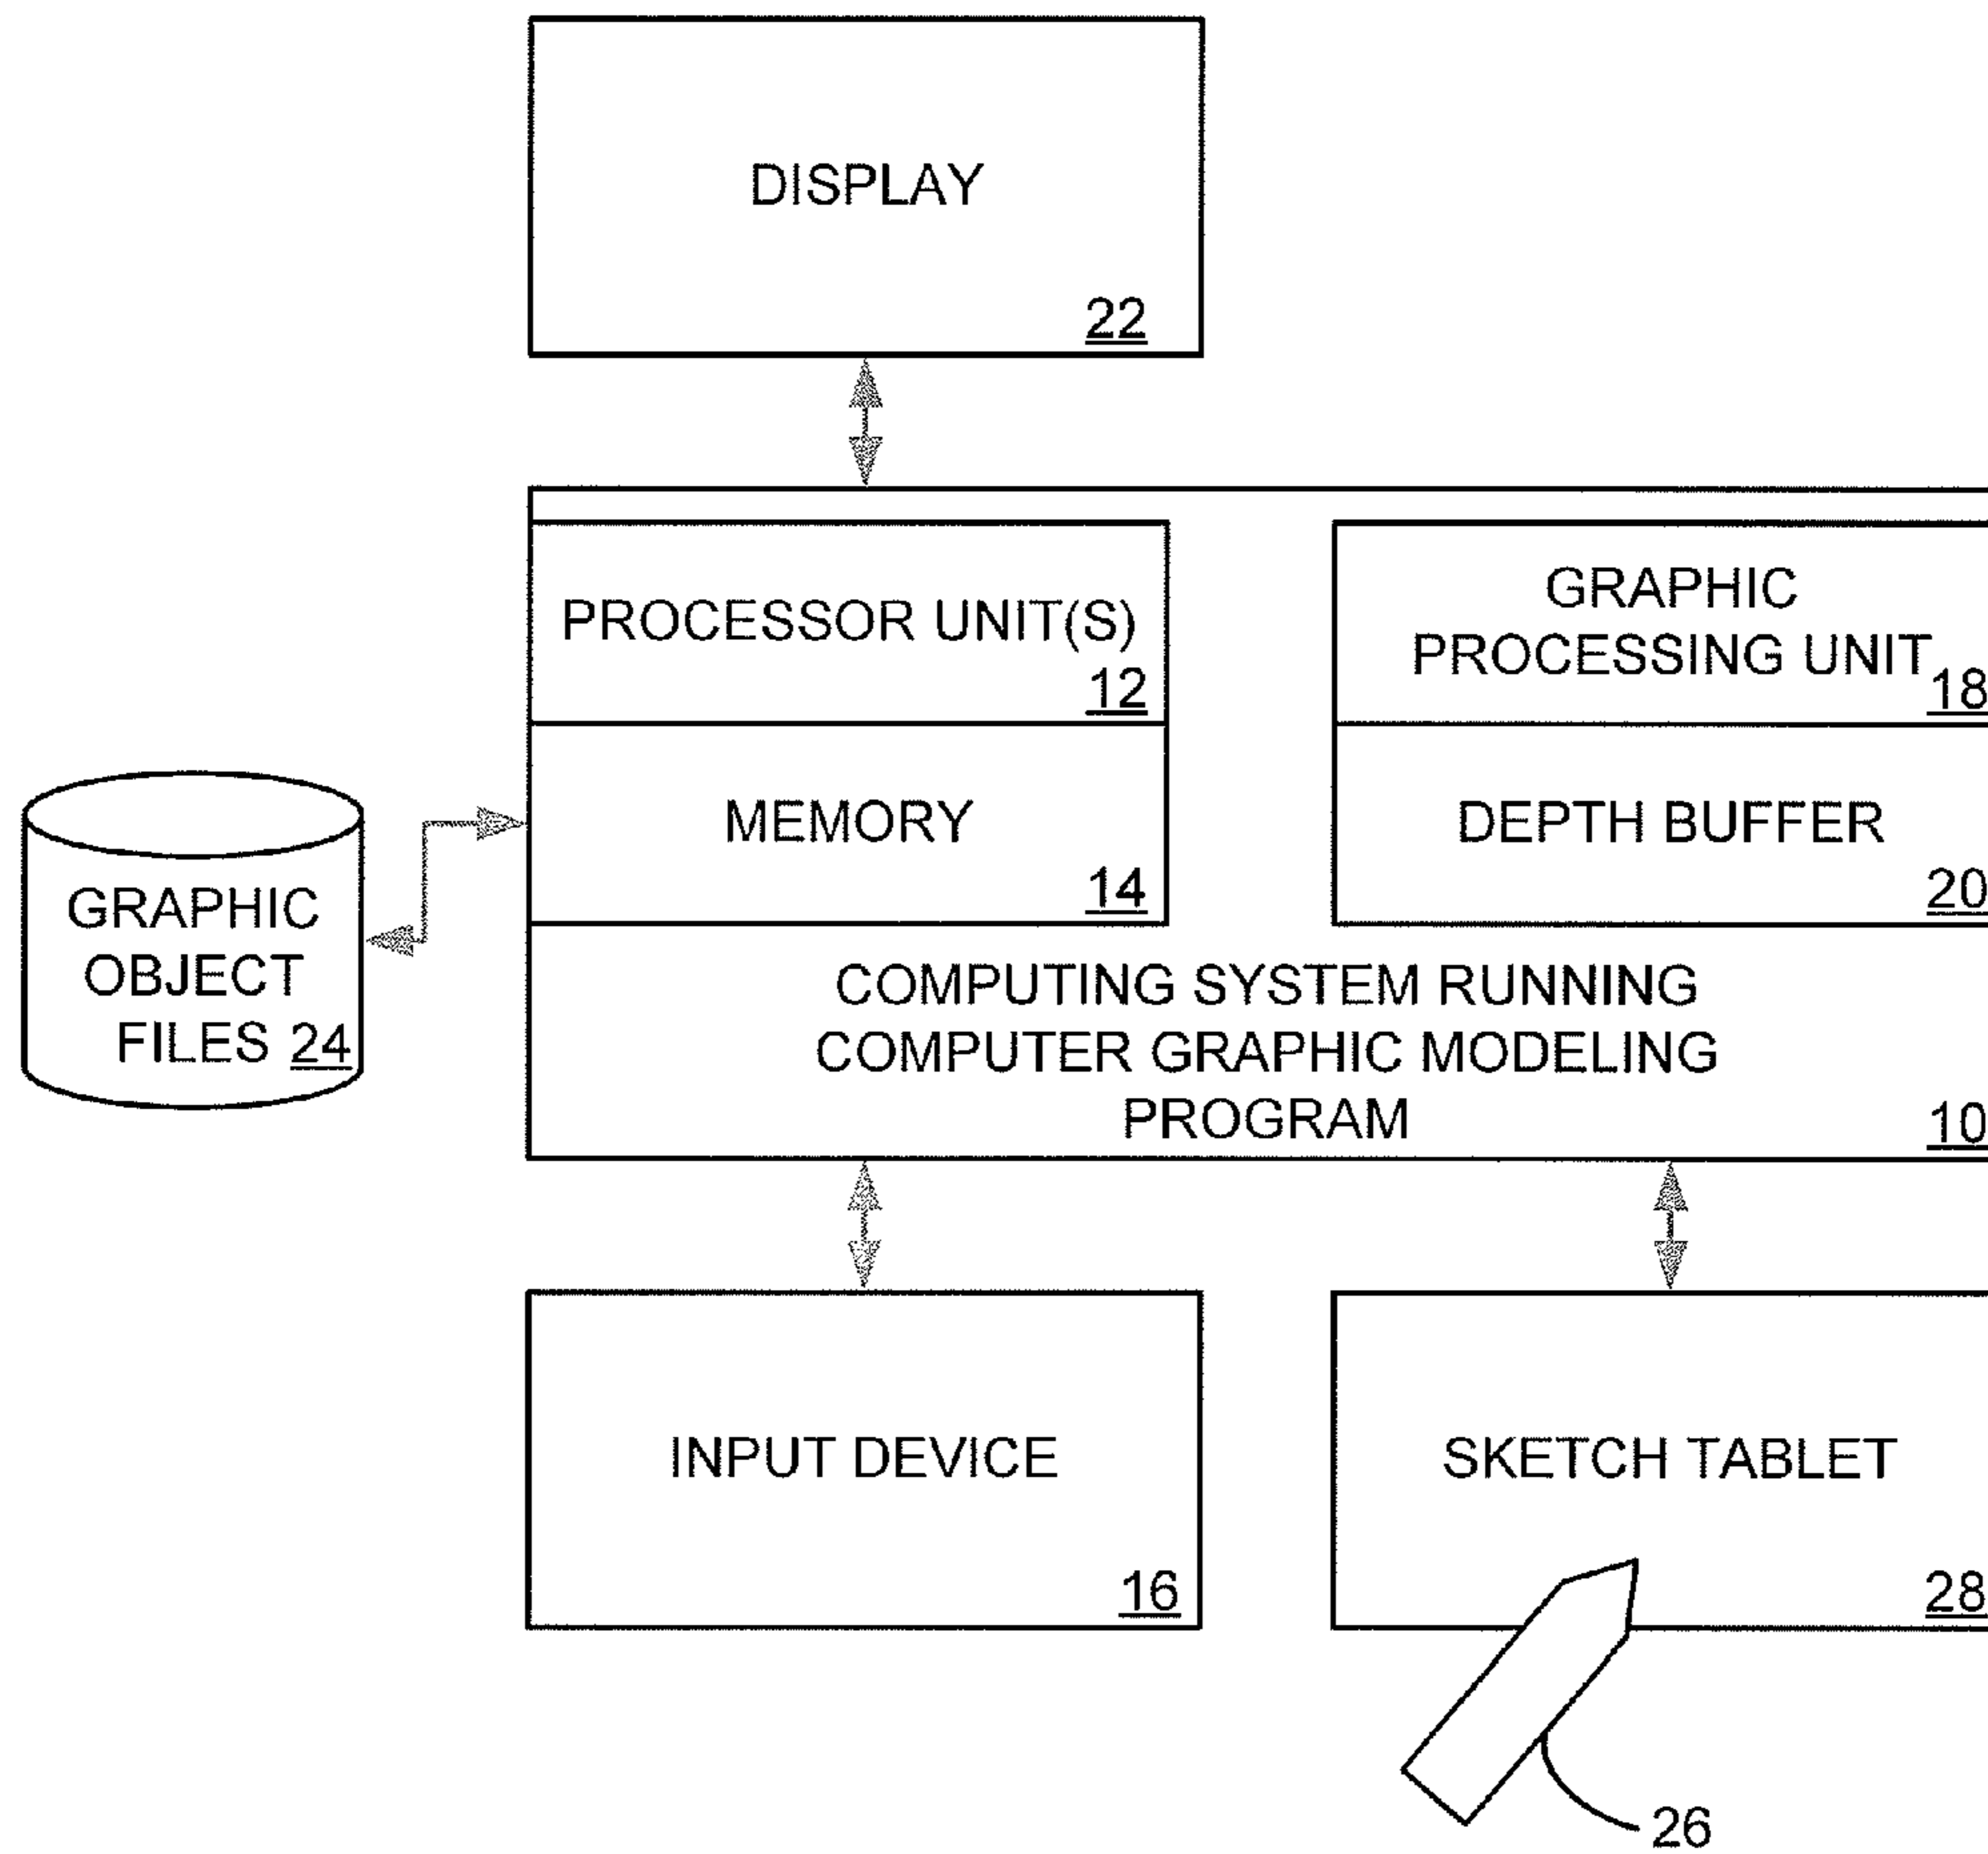 DISPLAY
22
PROCESSOR UNIT(S)
12
GRAPHIC
PROCESSING UNIT
18
MEMORY
14
DEPTH BUFFER
20
GRAPHIC
OBJECT
FILES 24
COMPUTING SYSTEM RUNNING
COMPUTER GRAPHIC MODELING
PROGRAM
10
INPUT DEVICE
16
SKETCH TABLET
28
26